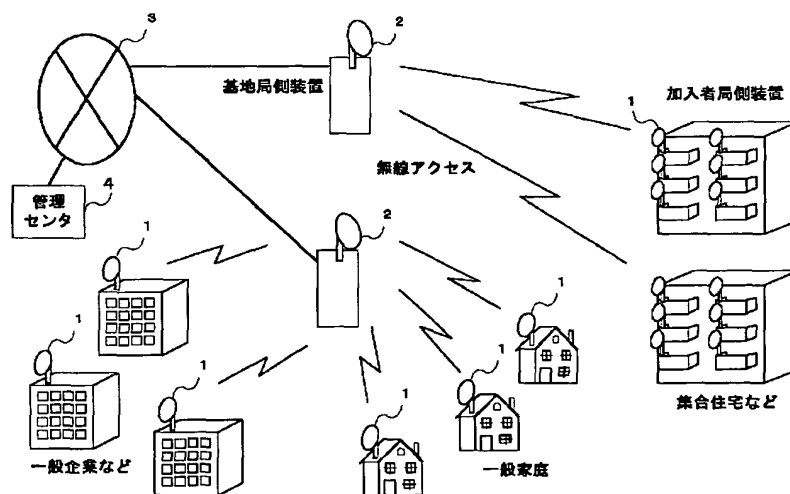 3
2
基地局側装置
加入者局側装置
1
無線アクセス
管理
センタ
4
1
2
1
1
1
1
1
一般企業など
一般家庭
集合住宅など